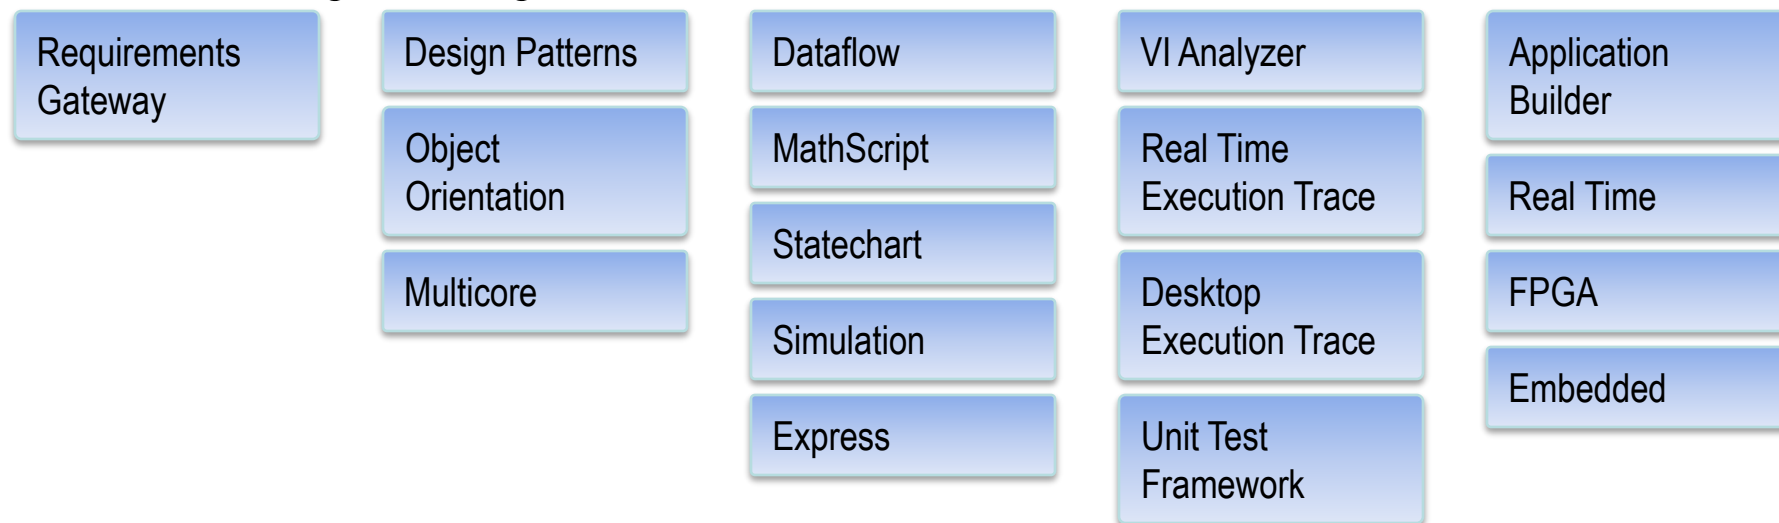 Requirements
Gateway
Design Patterns
Object
Orientation
Multicore
Dataflow
MathScript
Statechart
Simulation
Express
VI Analyzer
Real Time
Execution Trace
Desktop
Execution Trace
Unit Test
Framework
Application
Builder
Real Time
FPGA
Embedded